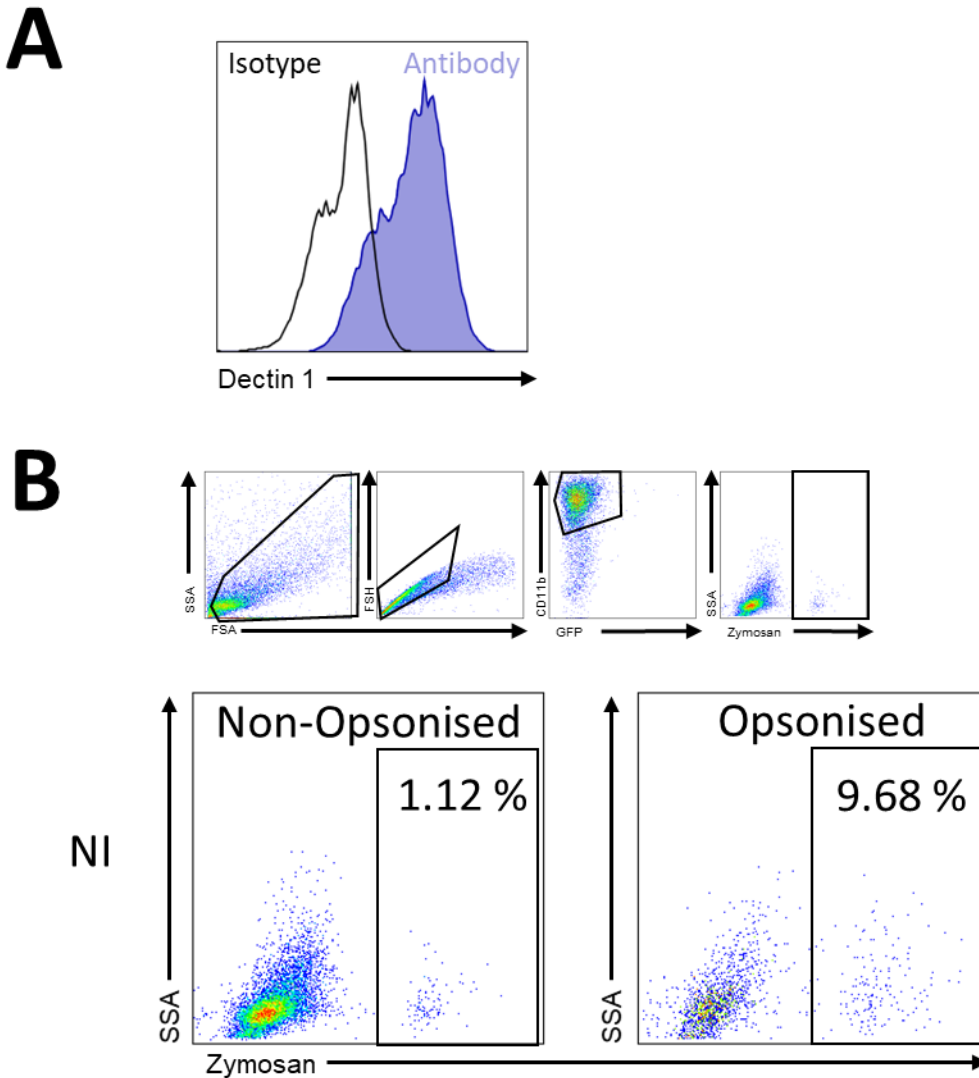 A
Isotype Antibody
Dectin 1
B
SSA
FSA
FSH
CD11b
GFP
SSA
Zymosan
Non-Opsonised
1.12 %
Opsonised
9.68 %
NI
SSA
SSA
Zymosan